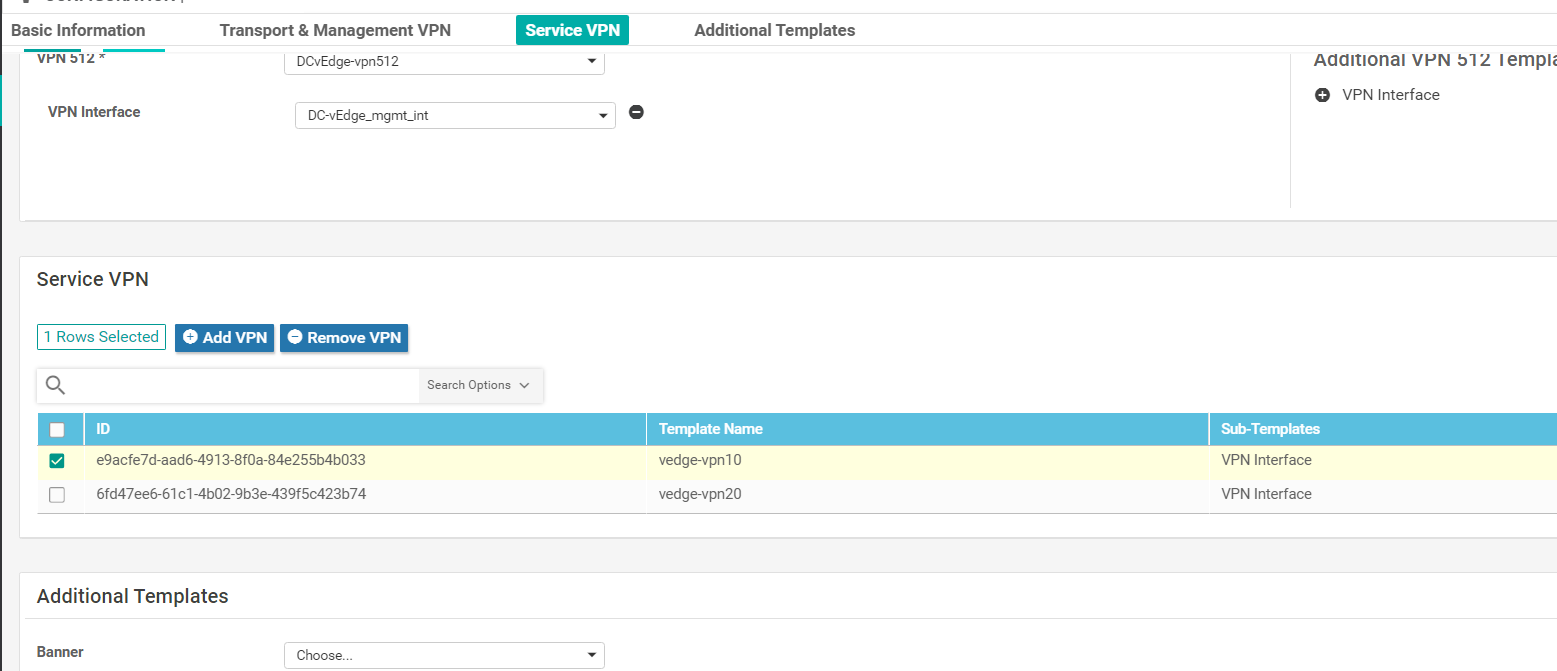 Basic Information Transport & Management VPN Service VPN Additional Templates
VPN 512 * DCvEdge-vpn512 Additional VPN 512
VPN Interface DC-vEdge_mgmt_int VPN Interface
Service VPN
1 Rows Selected Add VPN Remove VPN
Search Options
ID Template Name Sub-Templates
e9acfe7d-aad6-4913-8f0a-84e255b4b033 vedge-vpn10 VPN Interface
6fd47ee6-61c1-4b02-9b3e-439f5c423b74 vedge-vpn20 VPN Interface
Additional Templates
Banner Choose...